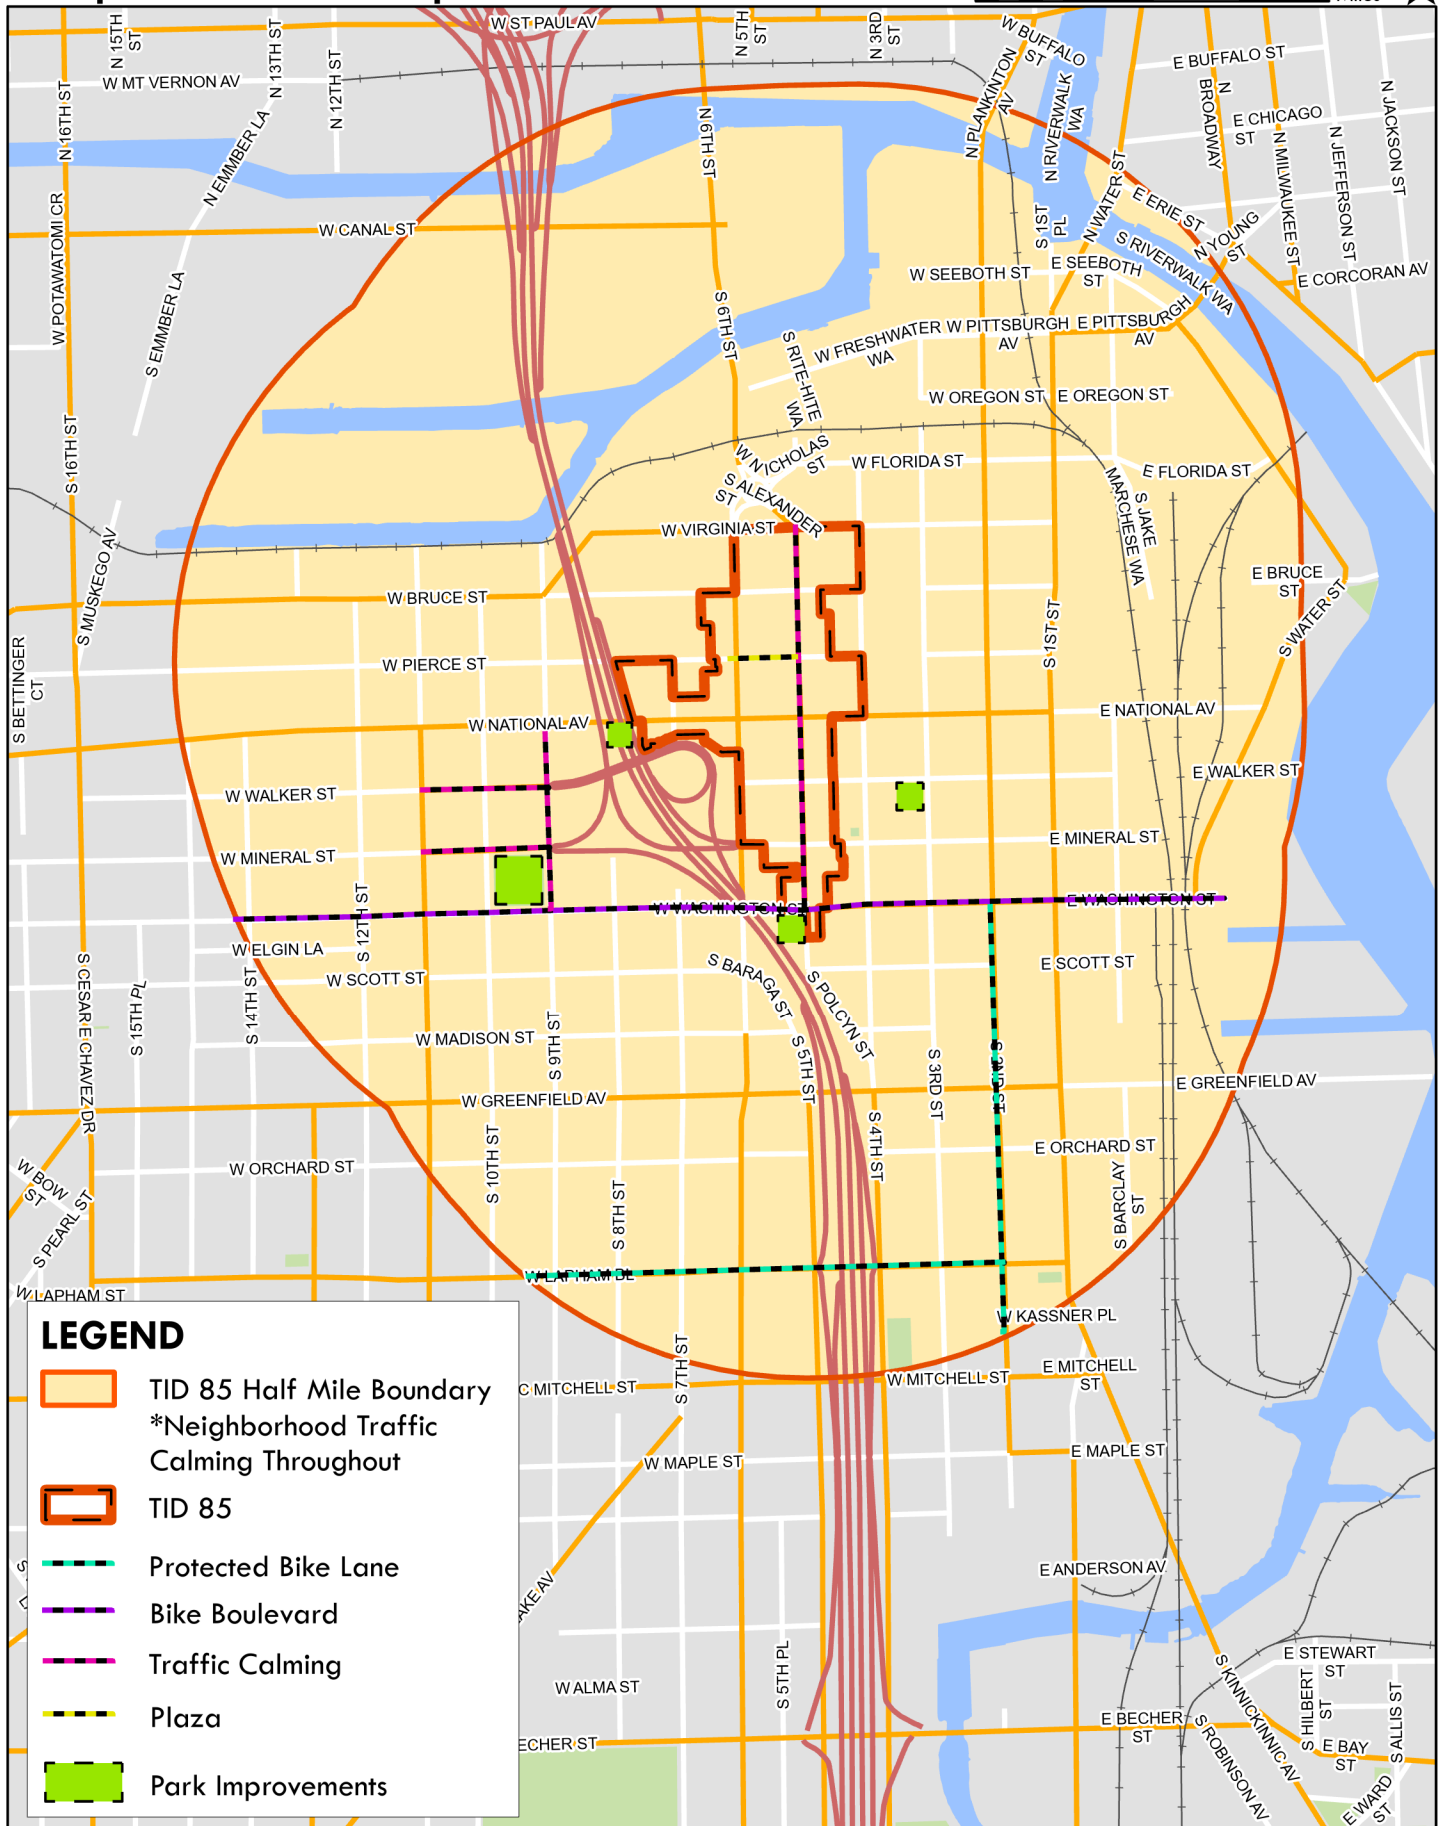 W ST PAUL AV
N 15TH
ST
N 13TH ST
N 12TH ST
N 5TH
ST
N 3RD
ST
W BUFFALO
ST
E BUFFALO ST
W MT VERNON AV
N 16TH ST
N EMMBER LA
N 6TH ST
N PLANKINTON
AV
N RIVERWALK
WA
N
BROADWAY
E CHICAGO
ST
N MILWAUKEE ST
N JEFFERSON ST
N JACKSON ST
W POTAWATOMI CR
W CANAL ST
S 1ST
PL
N WATER ST
E ERIE ST
N YOUNG
ST
S RIVERWALK WA
E CORCORAN AV
S EMMBER LA
W SEEBOTH ST
E SEEBOTH
ST
S 6TH ST
S RITE-HITE
WA
W FRESHWATER
WA
W PITTSBURGH
AV
E PITTSBURGH
AV
W OREGON ST
E OREGON ST
S 16TH ST
W NICHOLAS
ST
W FLORIDA ST
E FLORIDA ST
S ALEXANDER
ST
W VIRGINIA ST
S JAKE
MARCHESE WA
S MUSKEGO AV
W BRUCE ST
E BRUCE
ST
S 1ST ST
S WATER ST
S BETTINGER
CT
W PIERCE ST
W NATIONAL AV
E NATIONAL AV
W WALKER ST
E WALKER ST
W MINERAL ST
E MINERAL ST
S 12TH ST
W WASHINGTON ST
E WASHINGTON ST
W ELGIN LA
W SCOTT ST
E SCOTT ST
S CESAR E CHAVEZ DR
S 15TH PL
S 14TH ST
S BARAGA ST
S POLCYN ST
W MADISON ST
S 9TH ST
S 5TH ST
S 3RD ST
S 2ND ST
W GREENFIELD AV
E GREENFIELD AV
S 10TH ST
S 4TH ST
W ORCHARD ST
E ORCHARD ST
W BOW
ST
S PEARL ST
S 8TH ST
S BARCLAY
ST
W LAPHAM ST
W LAPHAM BL
W KASSNER PL
S 7TH ST
C MITCHELL ST
W MITCHELL ST
E MITCHELL
ST
W MAPLE ST
E MAPLE ST
AKE AV
E ANDERSON AV
S 5TH PL
W ALMA ST
ECHER ST
E BECHER
ST
S KINNICKINNIC AV
S ROBINSON AV
E STEWART
ST
S HILBERT
ST
S ALLIS ST
E BAY
ST
E WARD
ST
LEGEND
TID 85 Half Mile Boundary
*Neighborhood Traffic
Calming Throughout
TID 85
Protected Bike Lane
Bike Boulevard
Traffic Calming
Plaza
Park Improvements